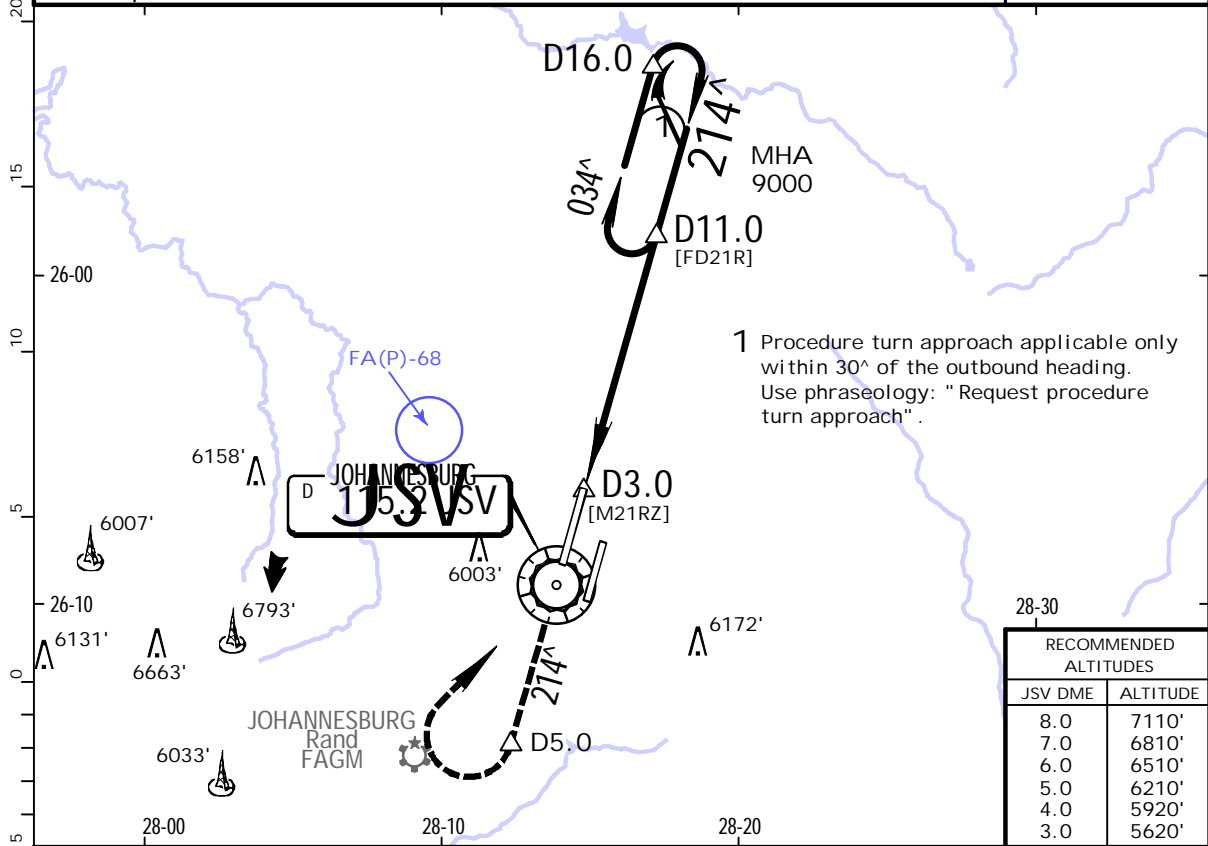 20
15
10
5
0
5
D16.0
214^
1
MHA
9000
034^
D11.0
[FD21R]
26-00
FA(P)-68
1 Procedure turn approach applicable only
within 30^ of the outbound heading.
Use phraseology: "Request procedure
turn approach".
6158'
JOHANNESBURG
D 115.2 JSV
JSV
D3.0
[M21RZ]
6007'
6003'
26-10
28-30
6793'
6131'
6663'
6172'
214^
JOHANNESBURG
Rand
FAGM
D5.0
6033'
28-00
28-10
28-20
RECOMMENDED
ALTITUDES
JSV DME ALTITUDE
8.0 7110'
7.0 6810'
6.0 6510'
5.0 6210'
4.0 5920'
3.0 5620'